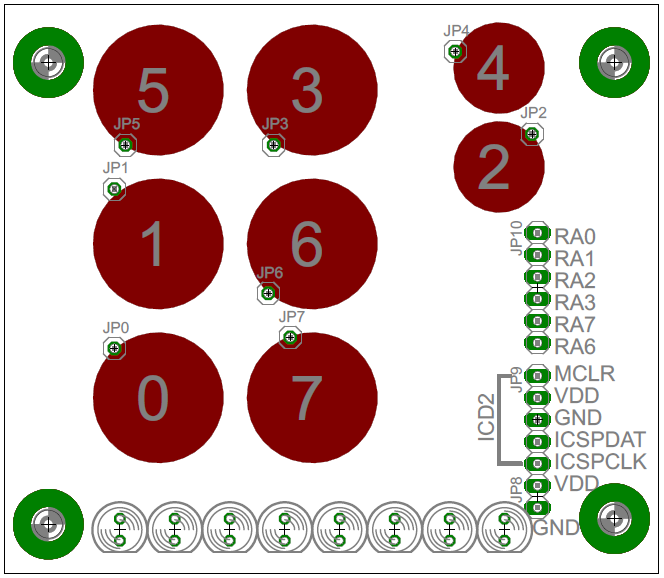 JP4
5
3
4
JP5
JP3
JP2
JP1
2
1
6
JP10
RA0
RA1
RA2
RA3
RA7
RA6
JP6
JP7
JP0
0
7
JP9
MCLR
VDD
GND
ICSPDAT
ICSPCLK
ICD2
JP8
VDD
GND